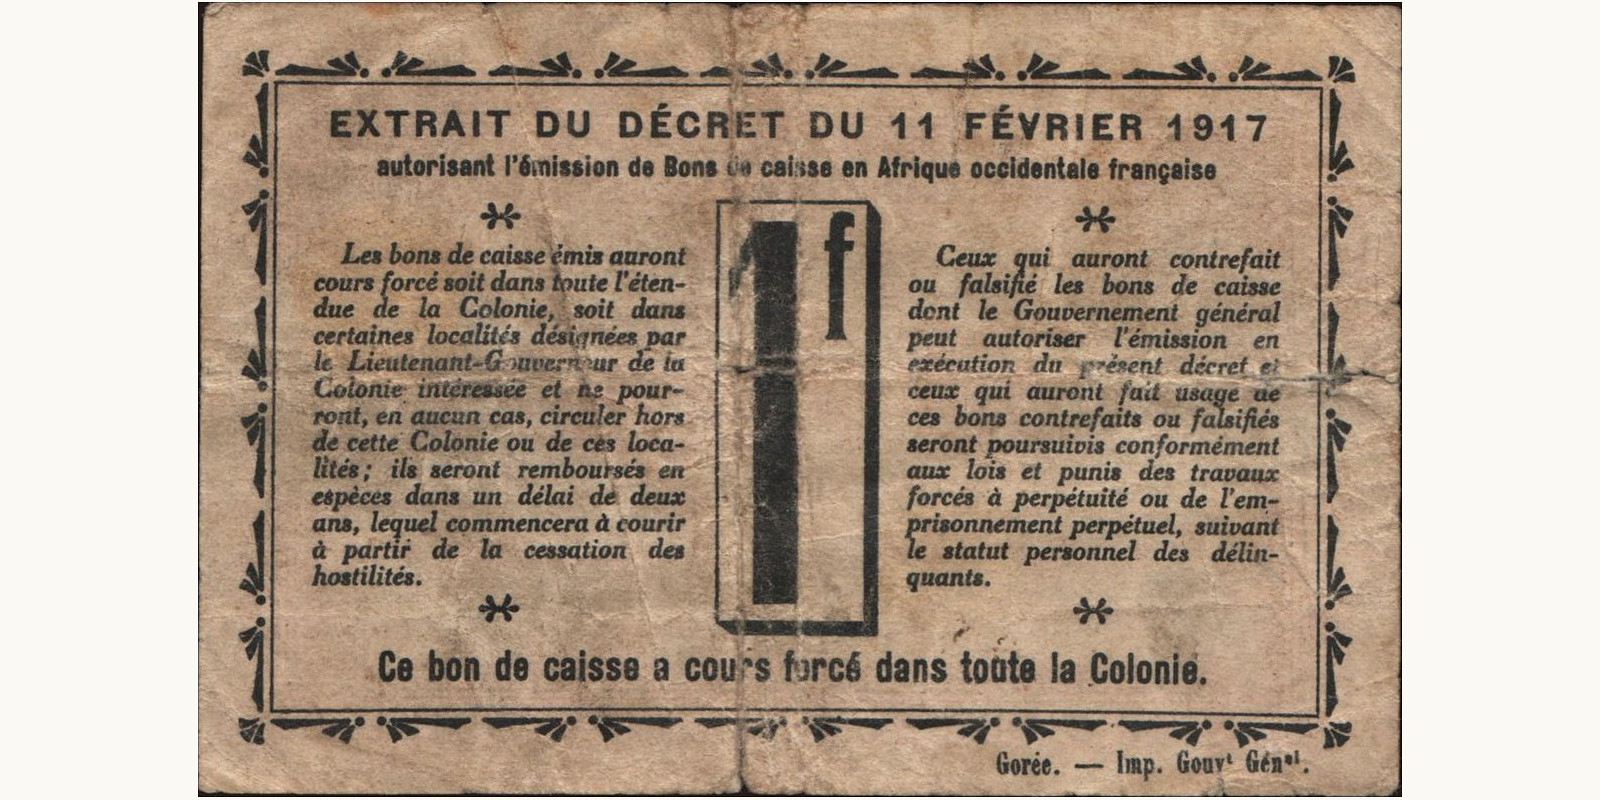 EXTRAIT DU DÉCRET DU 11 FÉVRIER 1917
autorisant l'émission de Bons de caisse en Afrique occidentale française
Les bons de caisse émis auront
cours forcé soit dans toute l'éten-
due de la Colonie, soit dans
certaines localités désignées par
le Lieutenant-Gouverneur de la
Colonie intéressée et ne pour-
ront, en aucun cas, circuler hors
de cette Colonie ou de ces loca-
lités; ils seront remboursés en
espèces dans un délai de deux
ans, lequel commencera à courir
à partir de la cessation des
hostilités.
1f
Ceux qui auront contrefait
ou falsifié les bons de caisse
dont le Gouvernement général
peut autoriser l'émission en
exécution du présent décret et
ceux qui auront fait usage de
ces bons contrefaits ou falsifiés
seront poursuivis conformément
aux lois et punis des travaux
forcés à perpétuité ou de l'em-
prisonnement perpétuel, suivant
le statut personnel des délin-
quants.
Ce bon de caisse a cours forcé dans toute la Colonie.
Gorée. — Imp. Gouvt Génal.